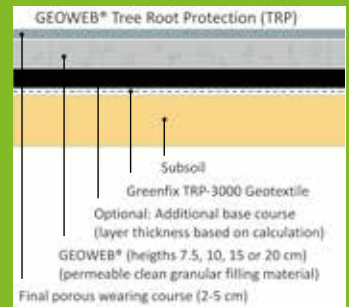 GEOWEB® Tree Root Protection (TRP)
Subsoil
Greenfix TRP-3000 Geotextile
Optional: Additional base course
(layer thickness based on calculation)
GEOWEB® (heigths 7.5, 10, 15 or 20 cm)
(permeable clean granular filling material)
Final porous wearing course (2-5 cm)